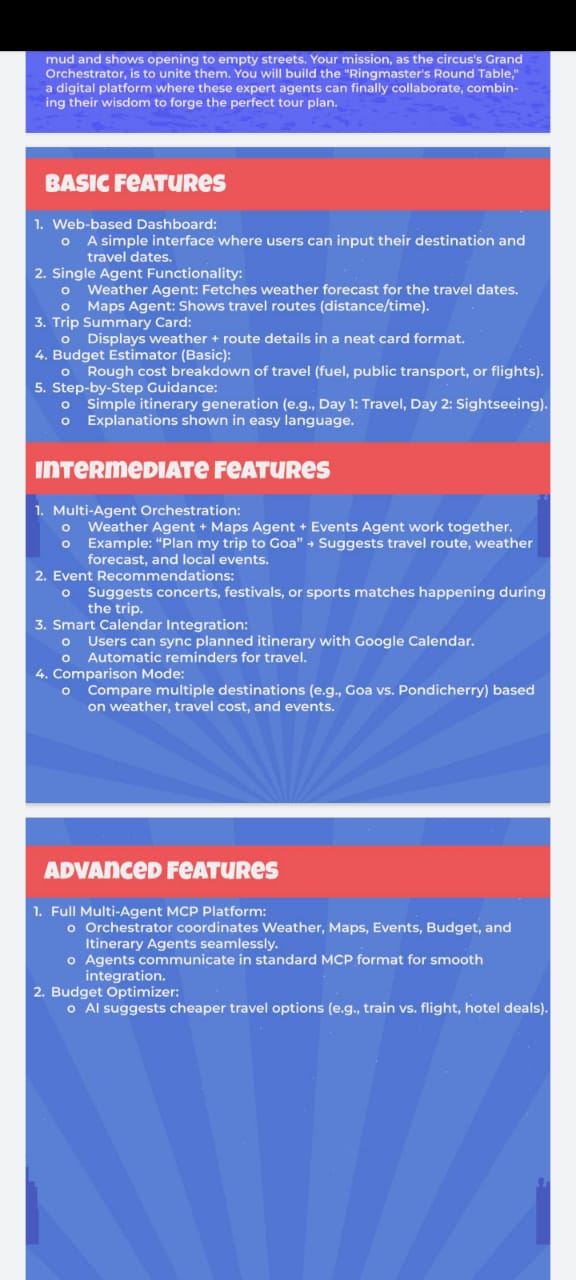 mud and shows opening to empty streets. Your mission, as the circus's Grand
Orchestrator, is to unite them. You will build the "Ringmaster's Round Table,"
a digital platform where these expert agents can finally collaborate, combin-
ing their wisdom to forge the perfect tour plan.
BASIC FEATURES
1. Web-based Dashboard:
o A simple interface where users can input their destination and
travel dates.
2. Single Agent Functionality:
o Weather Agent: Fetches weather forecast for the travel dates.
o Maps Agent: Shows travel routes (distance/time).
3. Trip Summary Card:
o Displays weather + route details in a neat card format.
4. Budget Estimator (Basic):
o Rough cost breakdown of travel (fuel, public transport, or flights).
5. Step-by-Step Guidance:
o Simple itinerary generation (e.g., Day 1: Travel, Day 2: Sightseeing).
o Explanations shown in easy language.
INTERMEDIATE FEATURES
1. Multi-Agent Orchestration:
o Weather Agent + Maps Agent + Events Agent work together.
o Example: “Plan my trip to Goa” → Suggests travel route, weather
forecast, and local events.
2. Event Recommendations:
o Suggests concerts, festivals, or sports matches happening during
the trip.
3. Smart Calendar Integration:
o Users can sync planned itinerary with Google Calendar.
o Automatic reminders for travel.
4. Comparison Mode:
o Compare multiple destinations (e.g., Goa vs. Pondicherry) based
on weather, travel cost, and events.
ADVANCED FEATURES
1. Full Multi-Agent MCP Platform:
o Orchestrator coordinates Weather, Maps, Events, Budget, and
Itinerary Agents seamlessly.
o Agents communicate in standard MCP format for smooth
integration.
2. Budget Optimizer:
o AI suggests cheaper travel options (e.g., train vs. flight, hotel deals).